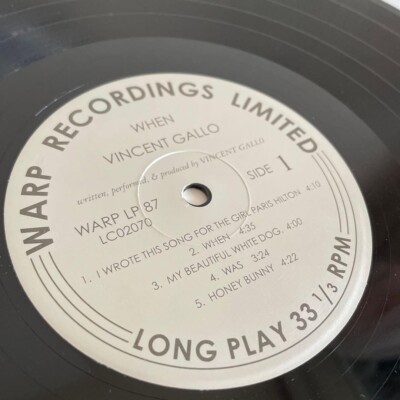 WARP RECORDINGS LIMITED
WHEN
VINCENT GALLO
written, performed, & produced by VINCENT GALLO
SIDE 1
WARP LP 87
LC02070
1. I WROTE THIS SONG FOR THE GIRL PARIS HILTON 4:10
2. WHEN 4:35
3. MY BEAUTIFUL WHITE DOG. 4:00
4. WAS 3:24
5. HONEY BUNNY 4:22
LONG PLAY 33 1/3 RPM